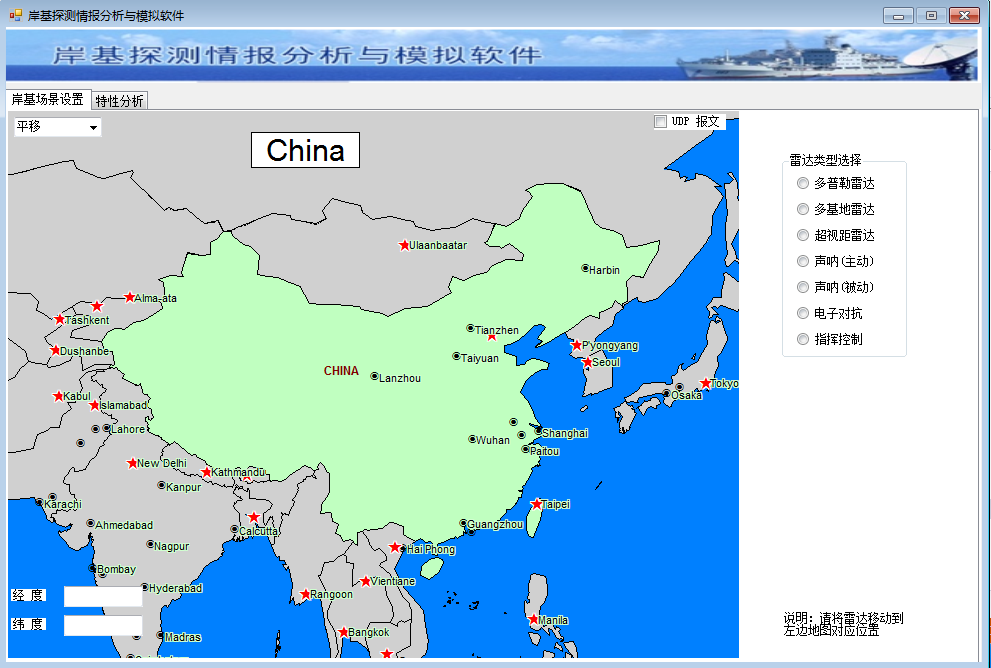 岸基探测情报分析与模拟软件
岸基探测情报分析与模拟软件
岸基场景设置 特性分析
平移
UDP 报文
China
雷达类型选择
多普勒雷达
多基地雷达
超视距雷达
声呐(主动)
声呐(被动)
电子对抗
指挥控制
Ulaanbaatar
Harbin
Alma-ata
Tashkent
Tianzhen
Pyongyang
Dushanbe
Taiyuan
Seoul
CHINA
Lanzhou
Tokyo
Osaka
Kabul
Islamabad
Lahore
Wuhan
Shanghai
Paitou
New Delhi
Kathmandu
Kanpur
Karachi
Taipei
Ahmedabad
Calcutta
Guangzhou
Nagpur
Hai Phong
Bombay
Vientiane
Hyderabad
Rangoon
经 度
Manila
纬 度
Bangkok
Madras
说明：请将雷达移动到
左边地图对应位置